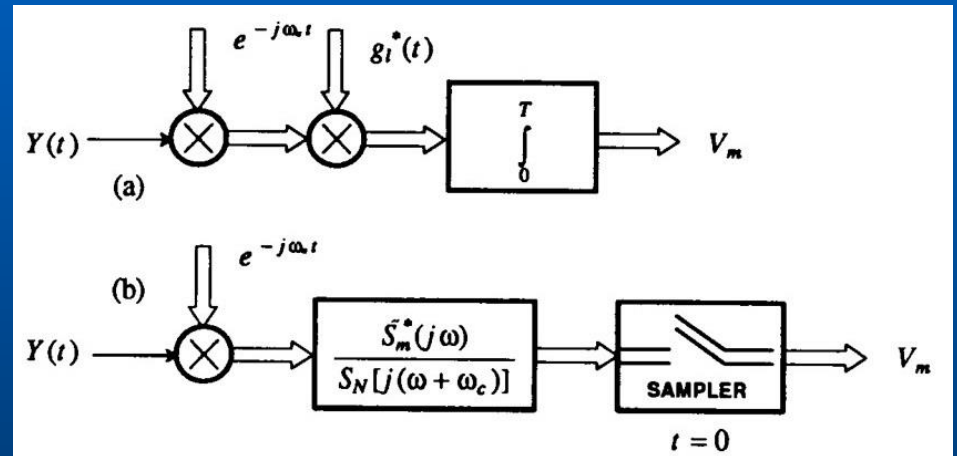 e^{-jω_c t}
g_l^*(t)
Y(t)
T
∫
0
V_m
(a)
(b)
e^{-jω_c t}
Y(t)
S̃_m^*(jω)
S_N[j(ω + ω_c)]
SAMPLER
V_m
t = 0